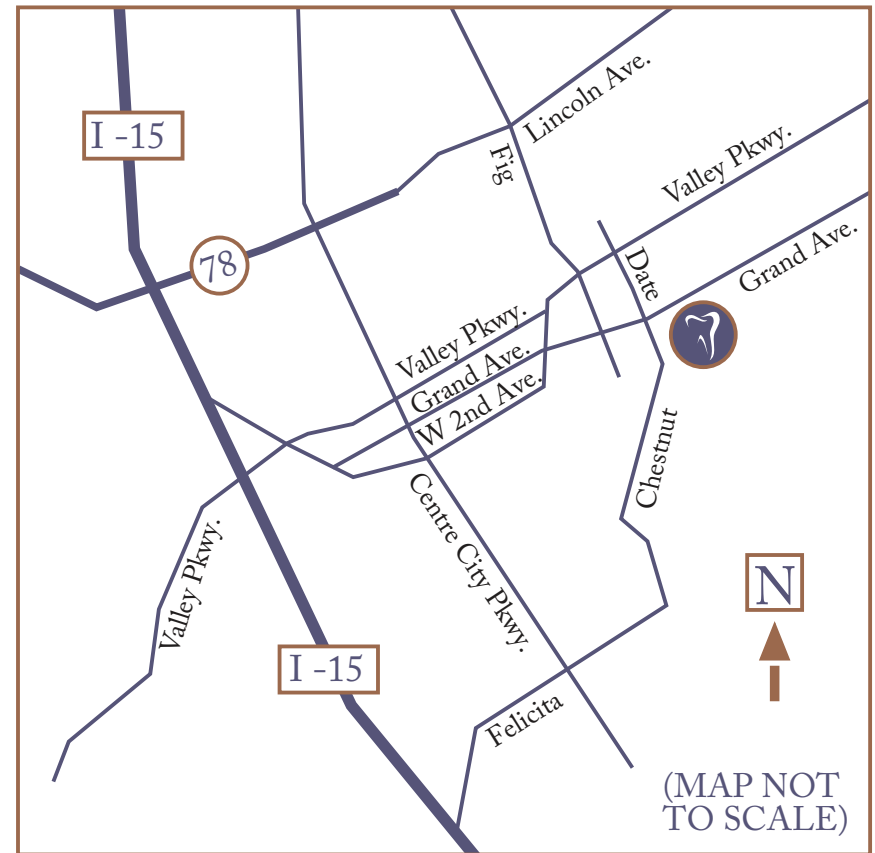 I -15
Lincoln Ave.
Fig
Valley Pkwy.
78
Date
Grand Ave.
Valley Pkwy.
Grand Ave.
W 2nd Ave.
Chestnut
Centre City Pkwy.
Valley Pkwy.
N
I -15
Felicita
(MAP NOT
TO SCALE)